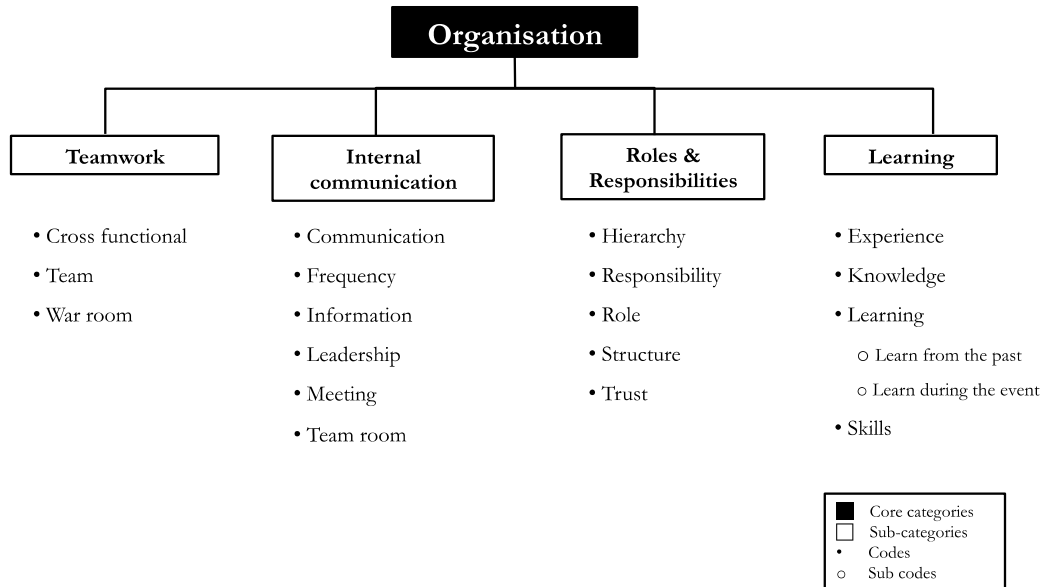 Organisation
Teamwork
• Cross functional
• Team
• War room
Internal
communication
• Communication
• Frequency
• Information
• Leadership
• Meeting
• Team room
Roles &
Responsibilities
• Hierarchy
• Responsibility
• Role
• Structure
• Trust
Learning
• Experience
• Knowledge
• Learning
○ Learn from the past
○ Learn during the event
• Skills
Core categories
Sub-categories
• Codes
○ Sub codes